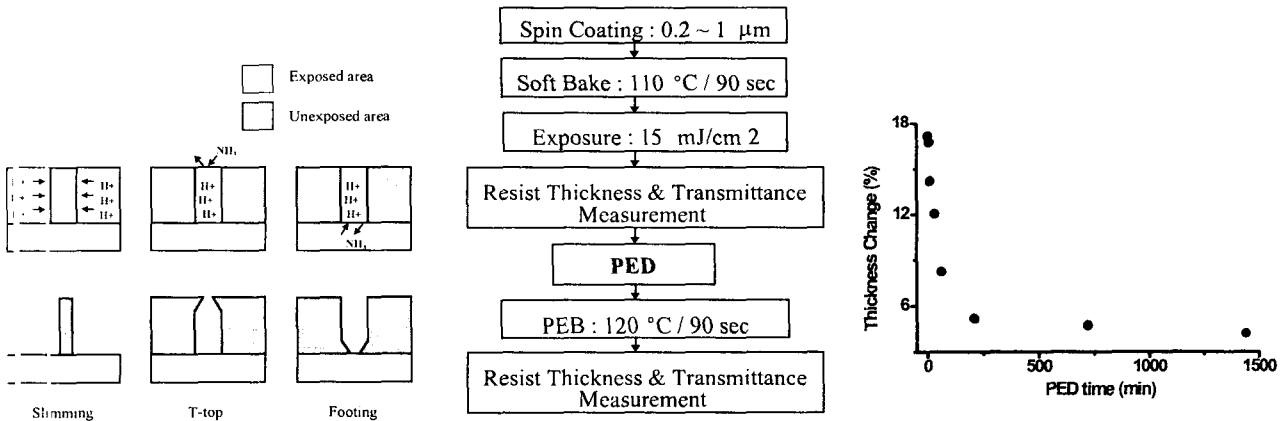 Exposed area
Unexposed area
NH₃
H+
H+
H+
H+
H+
H+
H+
H+
H+
NH₃
Slimming
T-top
Footing
Spin Coating : 0.2 ~ 1 μm
Soft Bake : 110 °C / 90 sec
Exposure : 15 mJ/cm 2
Resist Thickness & Transmittance
Measurement
PED
PEB : 120 °C / 90 sec
Resist Thickness & Transmittance
Measurement
Thickness Change (%)
18
12
6
0
500
1000
1500
PED time (min)